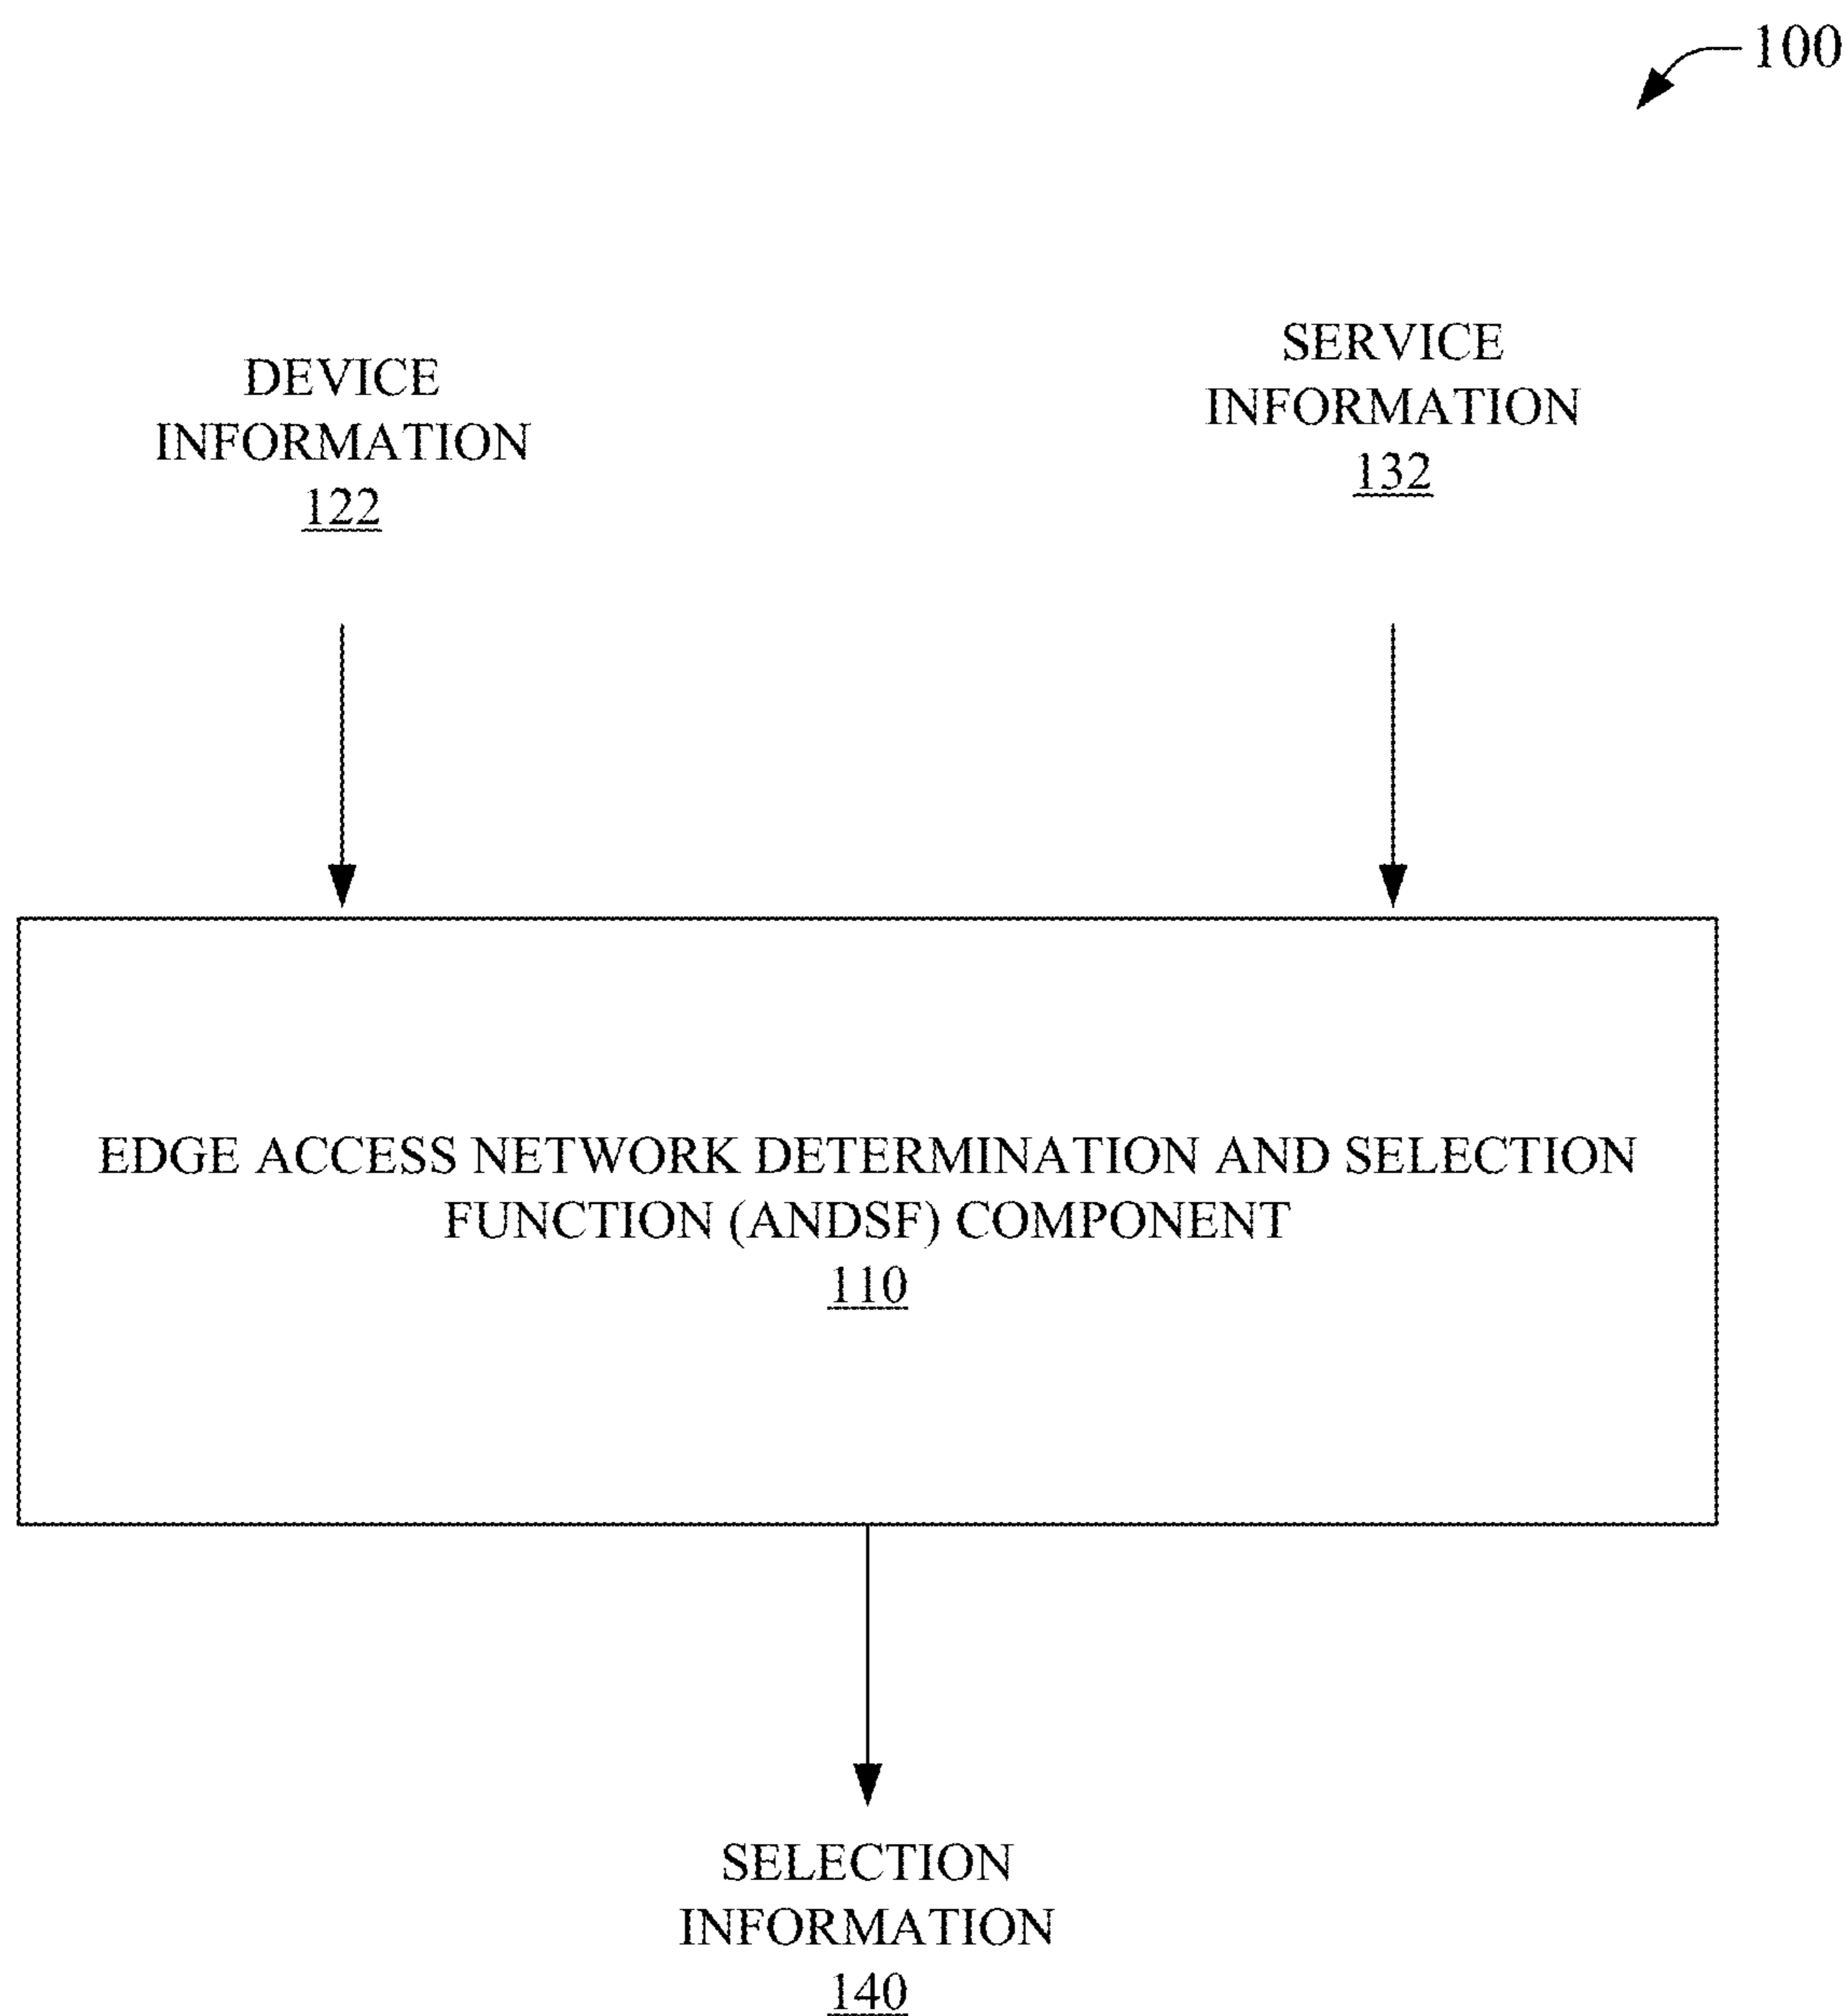 100
DEVICE
INFORMATION
122
SERVICE
INFORMATION
132
EDGE ACCESS NETWORK DETERMINATION AND SELECTION
FUNCTION (ANDSF) COMPONENT
110
SELECTION
INFORMATION
140